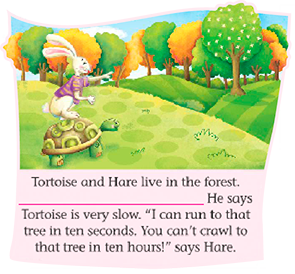 Tortoise and Hare live in the forest.
____________________ He says
Tortoise is very slow. “I can run to that
tree in ten seconds. You can’t crawl to
that tree in ten hours!” says Hare.